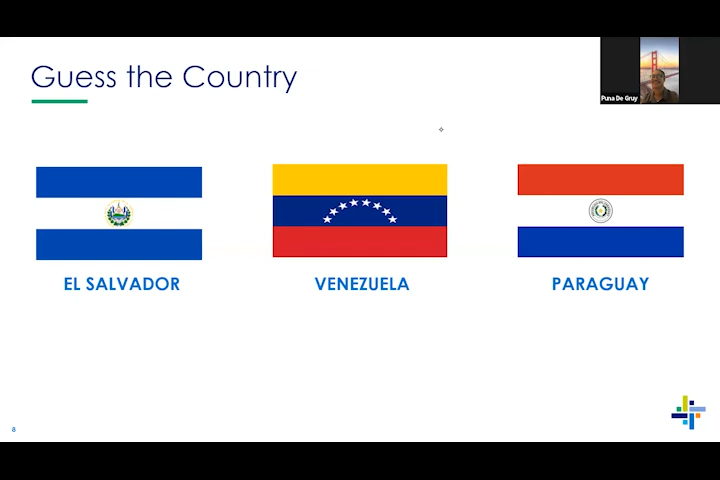 Guess the Country
Puna De Gruy
EL SALVADOR
VENEZUELA
PARAGUAY
8